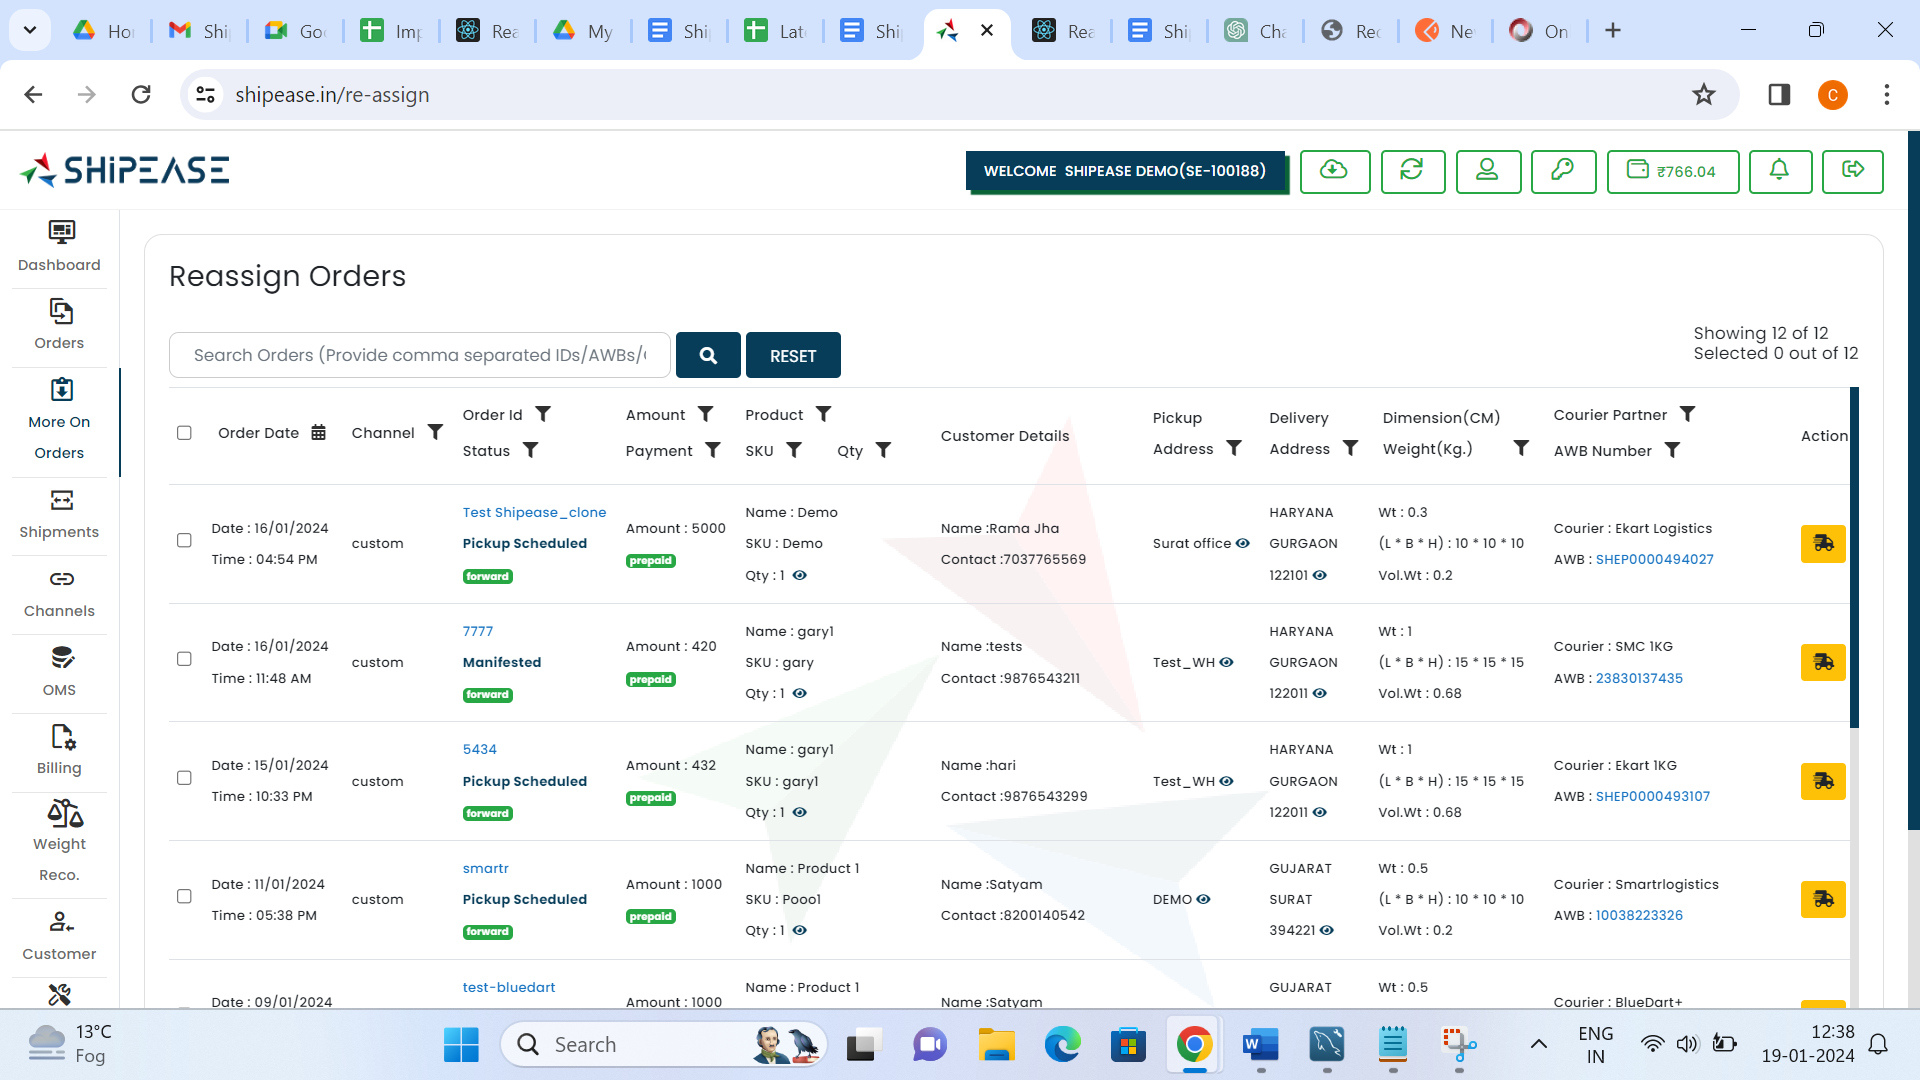 Ho
Shi
Goo
Imp
Rea
My
Shi
Late
Shi
Rea
Shi
Cha
Rec
Ne
On
shipease.in/re-assign
C
SHiPEASE
WELCOME SHIPEASE DEMO(SE-100188)
₹766.04
Dashboard
Orders
More On
Orders
Shipments
Channels
OMS
Billing
Weight
Reco.
Customer
Reassign Orders
Search Orders (Provide comma separated IDs/AWBs/
RESET
Showing 12 of 12
Selected 0 out of 12
Order Date
Channel
Order Id
Status
Amount
Payment
Product
SKU Qty
Customer Details
Pickup
Address
Delivery
Address
Dimension(CM)
Weight(Kg.)
Courier Partner
AWB Number
Action
Date : 16/01/2024
Time : 04:54 PM
custom
Test Shipease_clone
Pickup Scheduled
forward
Amount : 5000
prepaid
Name : Demo
SKU : Demo
Qty : 1
Name :Rama Jha
Contact :7037765569
Surat office
HARYANA
GURGAON
122101
Wt : 0.3
(L * B * H) : 10 * 10 * 10
Vol.Wt : 0.2
Courier : Ekart Logistics
AWB : SHEP0000494027
Date : 16/01/2024
Time : 11:48 AM
custom
7777
Manifested
forward
Amount : 420
prepaid
Name : gary1
SKU : gary
Qty : 1
Name :tests
Contact :9876543211
Test_WH
HARYANA
GURGAON
122011
Wt : 1
(L * B * H) : 15 * 15 * 15
Vol.Wt : 0.68
Courier : SMC 1KG
AWB : 23830137435
Date : 15/01/2024
Time : 10:33 PM
custom
5434
Pickup Scheduled
forward
Amount : 432
prepaid
Name : gary1
SKU : gary1
Qty : 1
Name :hari
Contact :9876543299
Test_WH
HARYANA
GURGAON
122011
Wt : 1
(L * B * H) : 15 * 15 * 15
Vol.Wt : 0.68
Courier : Ekart 1KG
AWB : SHEP0000493107
Date : 11/01/2024
Time : 05:38 PM
custom
smartr
Pickup Scheduled
forward
Amount : 1000
prepaid
Name : Product 1
SKU : Pooo1
Qty : 1
Name :Satyam
Contact :8200140542
DEMO
GUJARAT
SURAT
394221
Wt : 0.5
(L * B * H) : 10 * 10 * 10
Vol.Wt : 0.2
Courier : Smartrlogistics
AWB : 10038223326
Date : 09/01/2024
test-bluedart
Amount : 1000
Name : Product 1
Name :Satyam
GUJARAT
Wt : 0.5
Courier : BlueDart+
13°C
Fog
Search
ENG
IN
12:38
19-01-2024